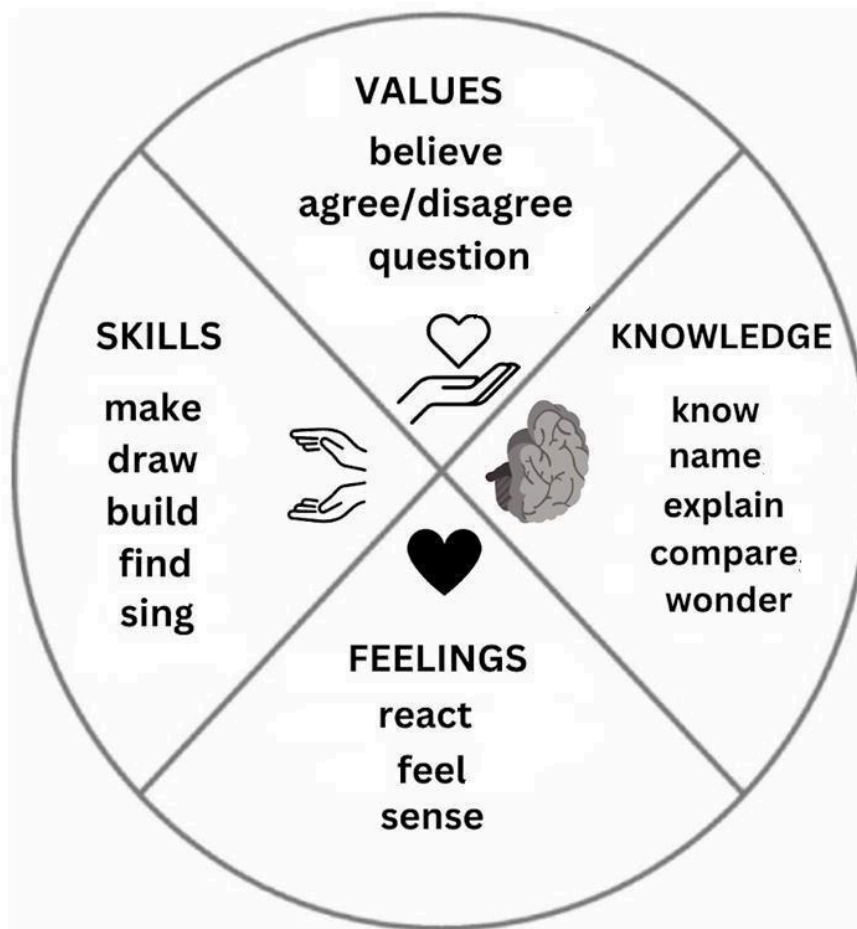 VALUES
believe
agree/disagree
question
SKILLS
make
draw
build
find
sing
KNOWLEDGE
know
name
explain
compare
wonder
FEELINGS
react
feel
sense